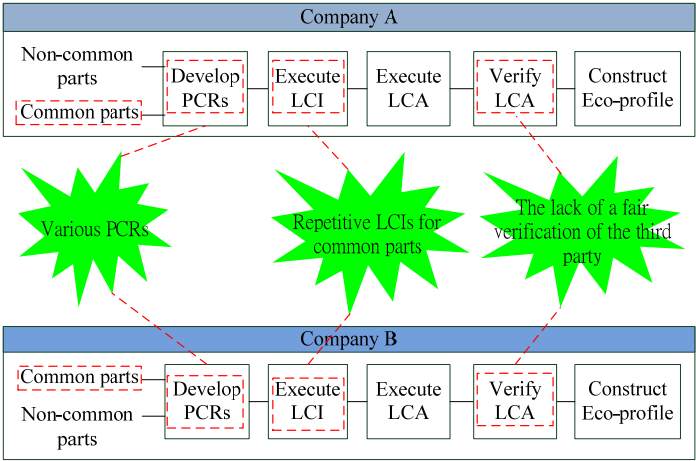 Company A
Non-common
parts
Common parts
Develop
PCRs
Execute
LCI
Execute
LCA
Verify
LCA
Construct
Eco-profile
Various PCRs
Repetitive LCIs for
common parts
The lack of a fair
verification of the third
party
Company B
Common parts
Non-common
parts
Develop
PCRs
Execute
LCI
Execute
LCA
Verify
LCA
Construct
Eco-profile